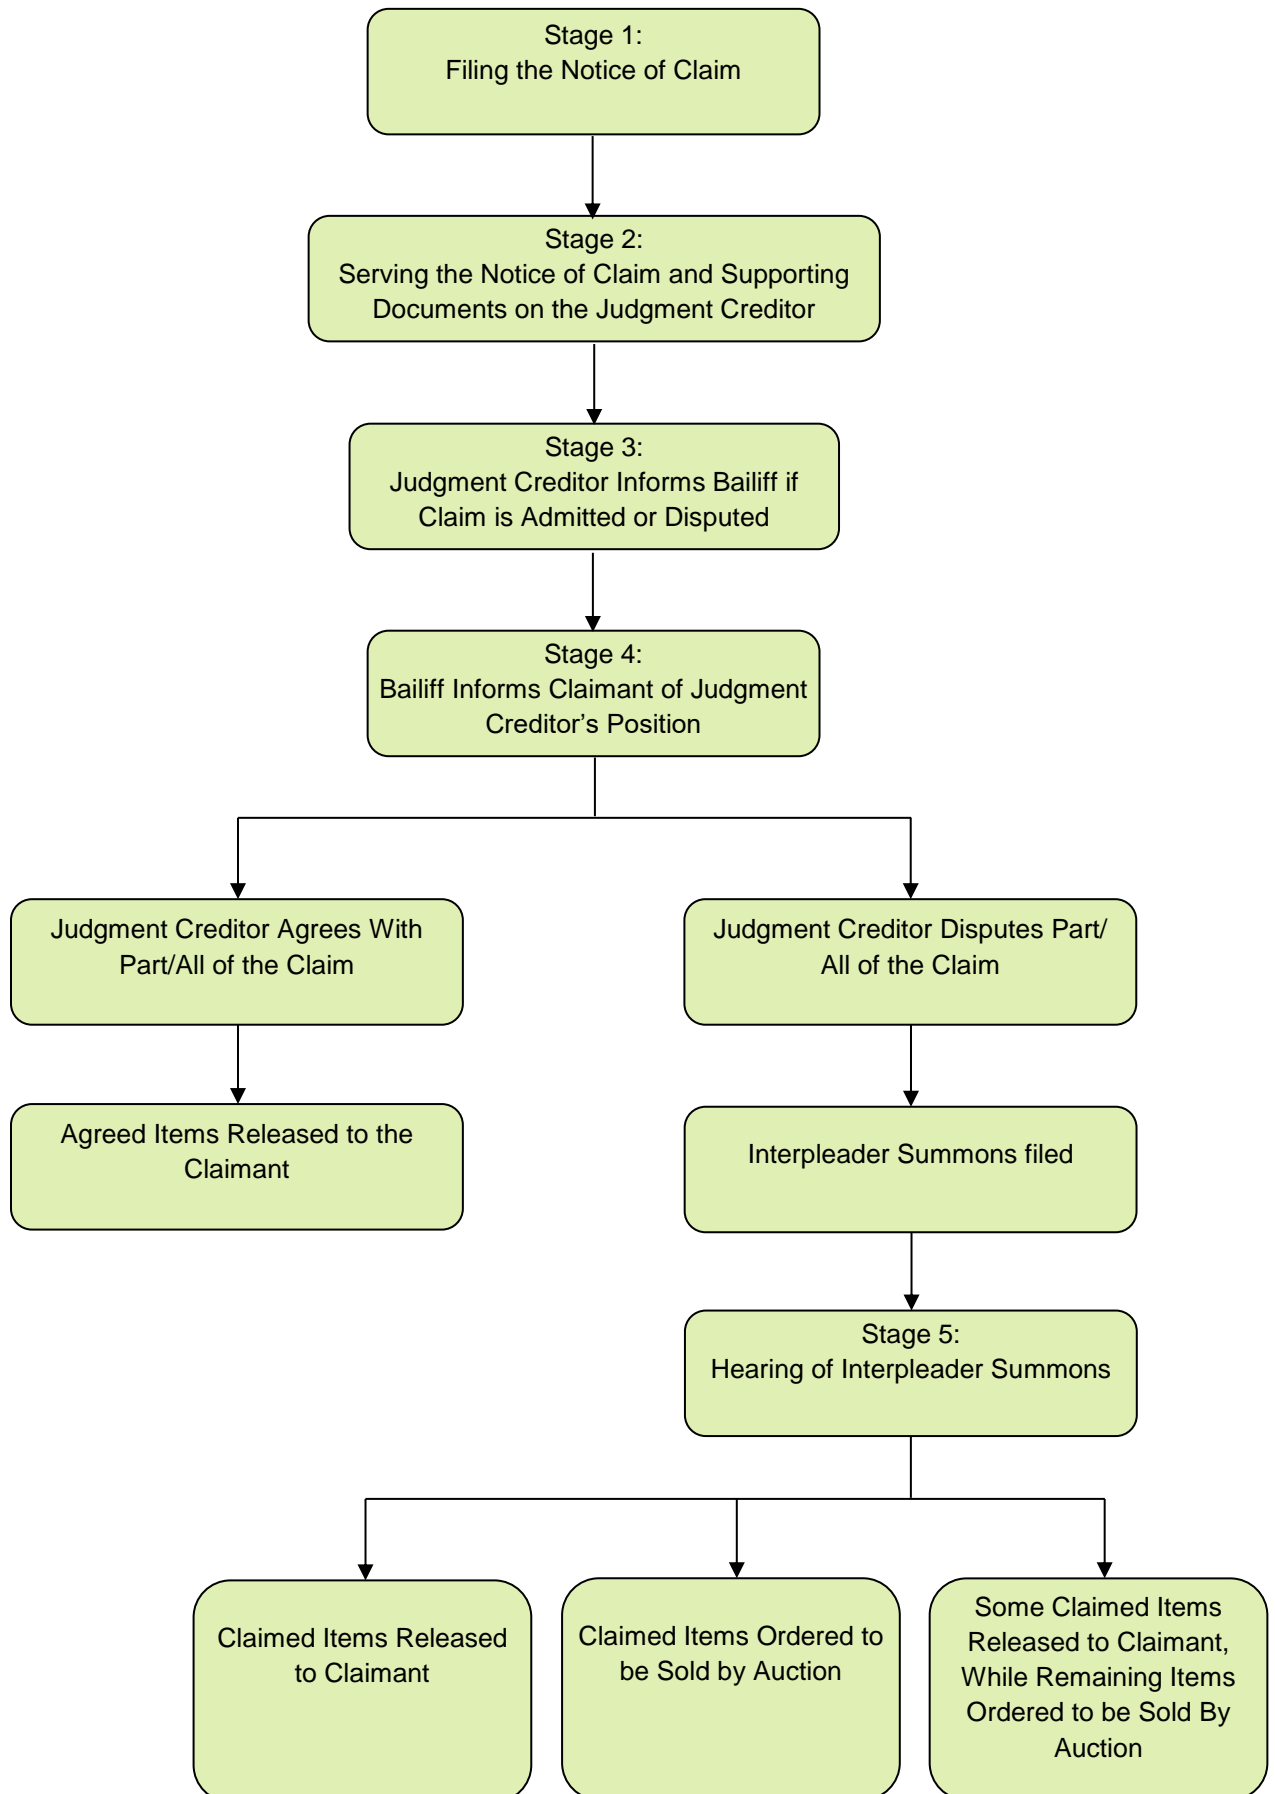 Stage 1:
Filing the Notice of Claim
Stage 2:
Serving the Notice of Claim and Supporting
Documents on the Judgment Creditor
Stage 3:
Judgment Creditor Informs Bailiff if
Claim is Admitted or Disputed
Stage 4:
Bailiff Informs Claimant of Judgment
Creditor’s Position
Judgment Creditor Agrees With
Part/All of the Claim
Judgment Creditor Disputes Part/
All of the Claim
Agreed Items Released to the
Claimant
Interpleader Summons filed
Stage 5:
Hearing of Interpleader Summons
Claimed Items Released
to Claimant
Claimed Items Ordered to
be Sold by Auction
Some Claimed Items
Released to Claimant,
While Remaining Items
Ordered to be Sold By
Auction